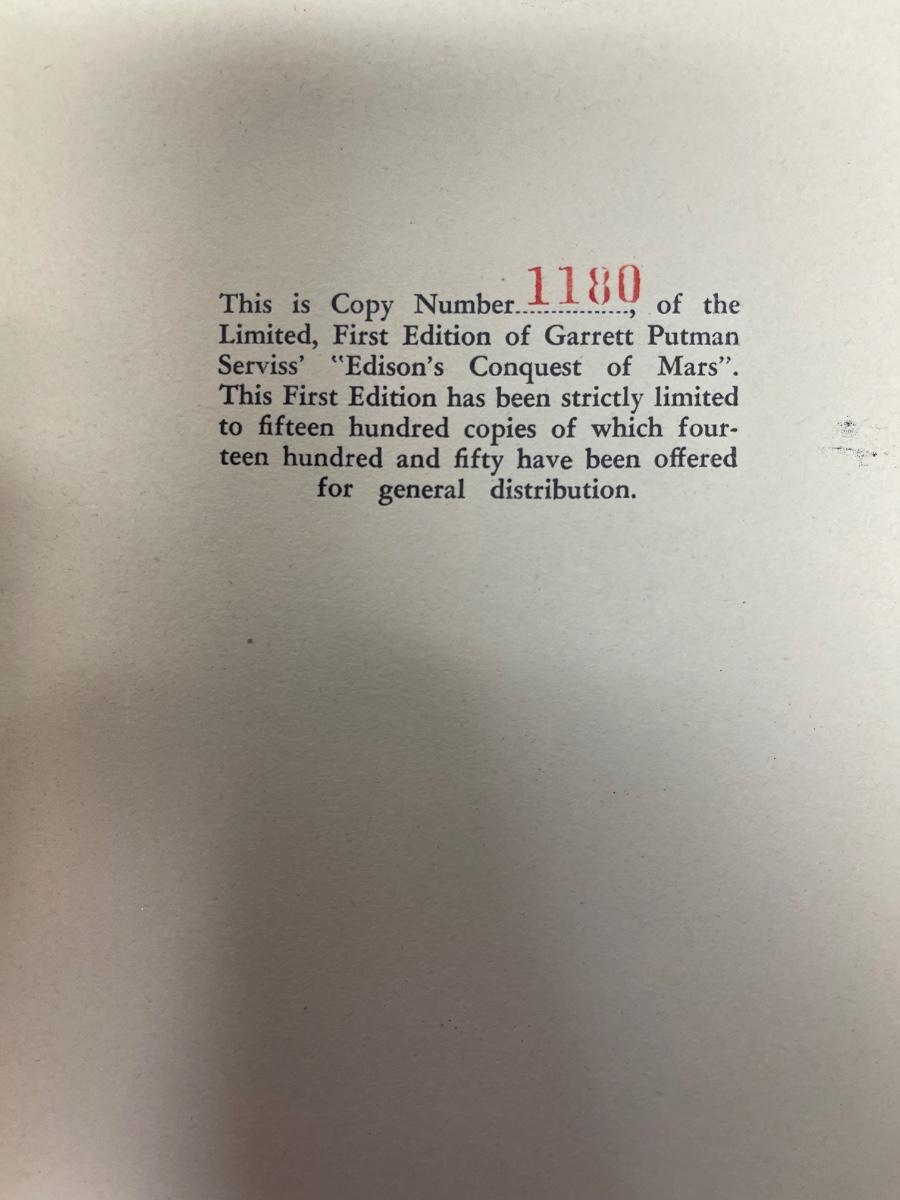 This is Copy Number 1180, of the
Limited, First Edition of Garrett Putman
Serviss’ “Edison’s Conquest of Mars”.
This First Edition has been strictly limited
to fifteen hundred copies of which four-
teen hundred and fifty have been offered
for general distribution.